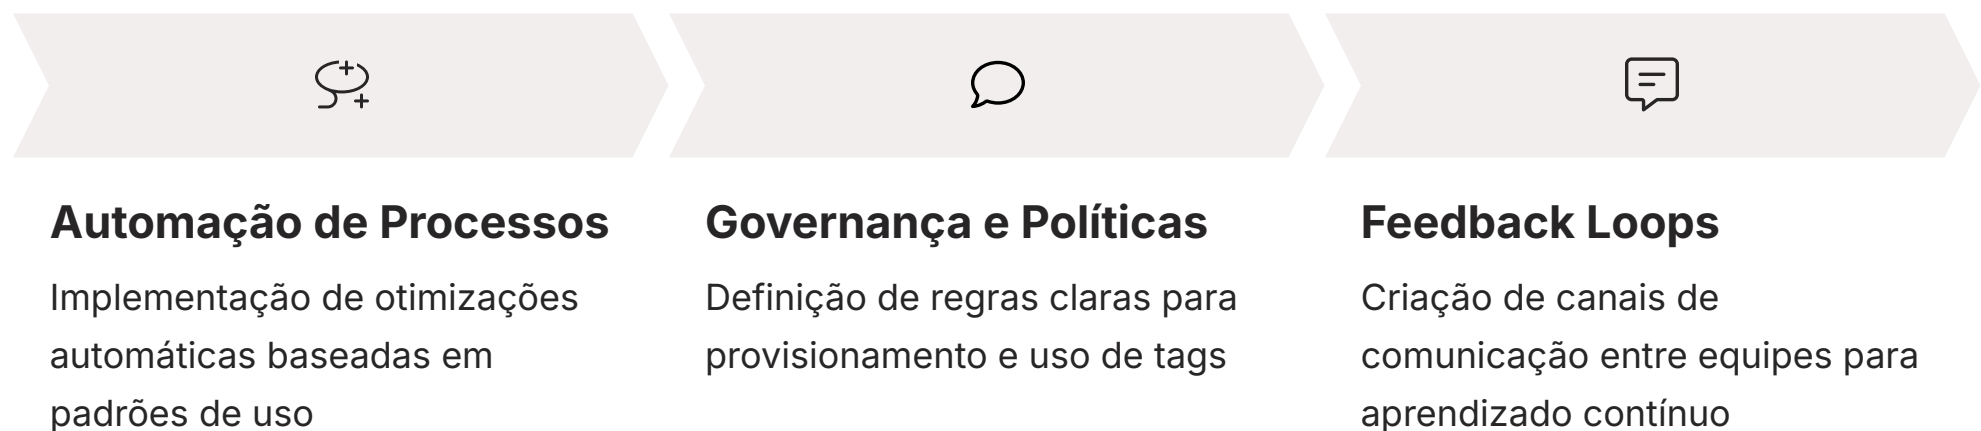 Automação de Processos
Implementação de otimizações
automáticas baseadas em
padrões de uso
Governança e Políticas
Definição de regras claras para
provisionamento e uso de tags
Feedback Loops
Criação de canais de
comunicação entre equipes para
aprendizado contínuo